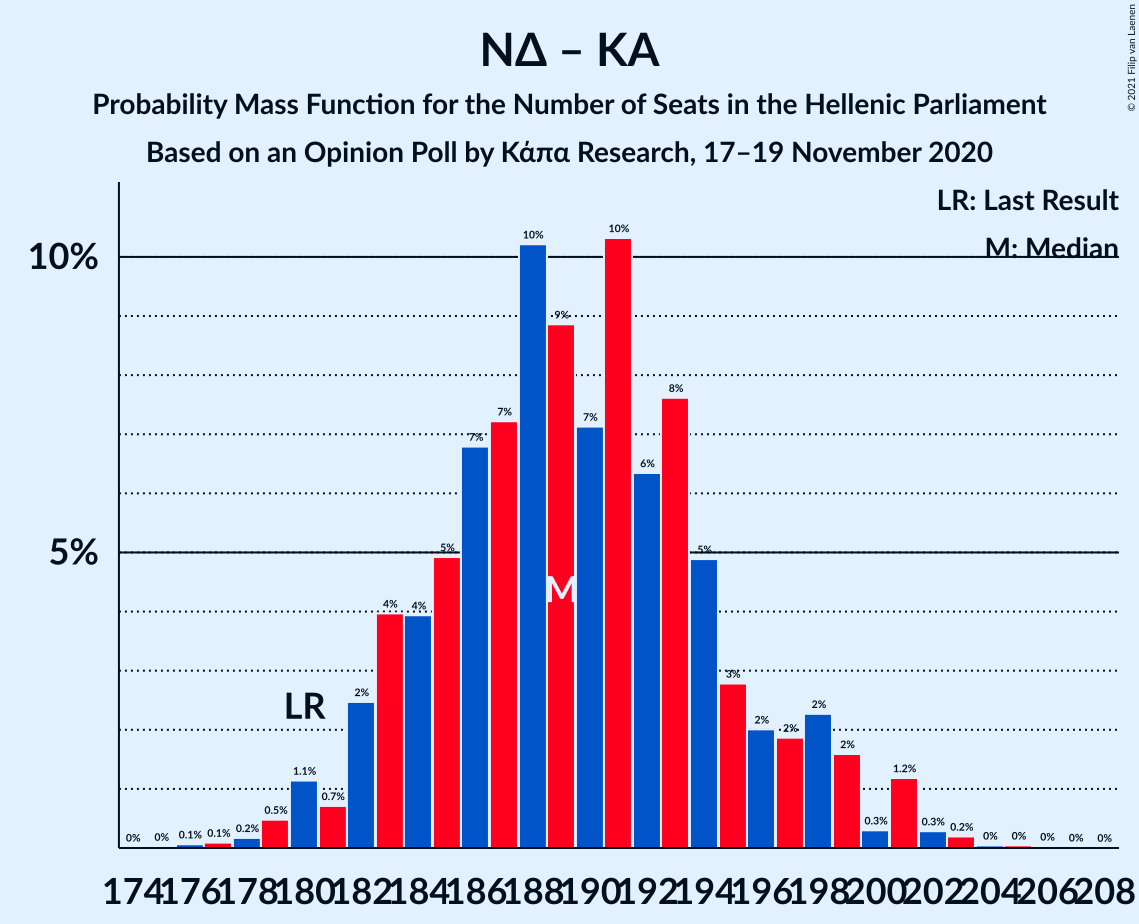 ΝΔ – ΚΑ
Probability Mass Function for the Number of Seats in the Hellenic Parliament
Based on an Opinion Poll by Κάπα Research, 17–19 November 2020
© 2021 Filip van Laenen
LR: Last Result
M: Median
10%
5%
0% 0% 0.1% 0.1% 0.2% 0.5% 1.1% 0.7% 2% 4% 4% 5% 7% 7% 10% 9% 7% 10% 6% 8% 5% 3% 2% 2% 2% 2% 0.3% 1.2% 0.3% 0.2% 0% 0% 0% 0% 0%
LR
M
174 176 178 180 182 184 186 188 190 192 194 196 198 200 202 204 206 208